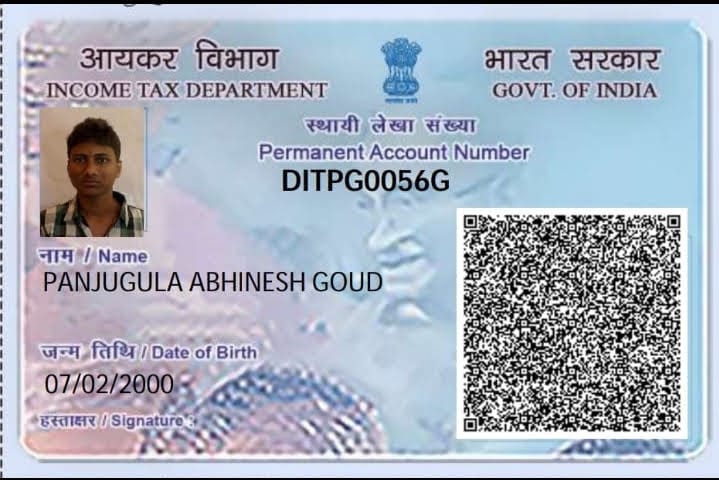 आयकर विभाग
INCOME TAX DEPARTMENT
भारत सरकार
GOVT. OF INDIA
स्थायी लेखा संख्या
Permanent Account Number
DITPG0056G
नाम / Name
PANJUGULA ABHINESH GOUD
जन्म तिथि / Date of Birth
07/02/2000
हस्ताक्षर / Signature :